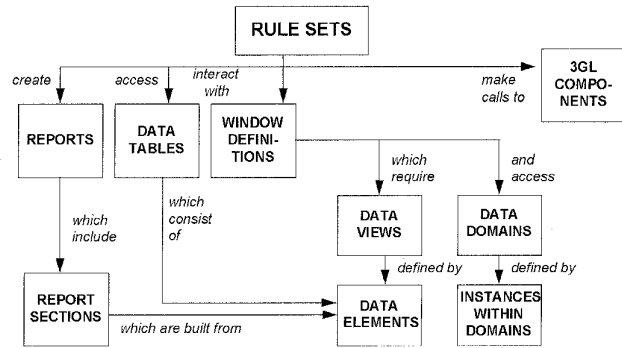 RULE SETS
create
access
interact
with
make
calls to
3GL
COMPO-
NENTS
REPORTS
DATA
TABLES
WINDOW
DEFINI-
TIONS
which
include
which
consist
of
which
require
and
access
DATA
VIEWS
DATA
DOMAINS
defined by
defined by
REPORT
SECTIONS
which are built from
DATA
ELEMENTS
INSTANCES
WITHIN
DOMAINS